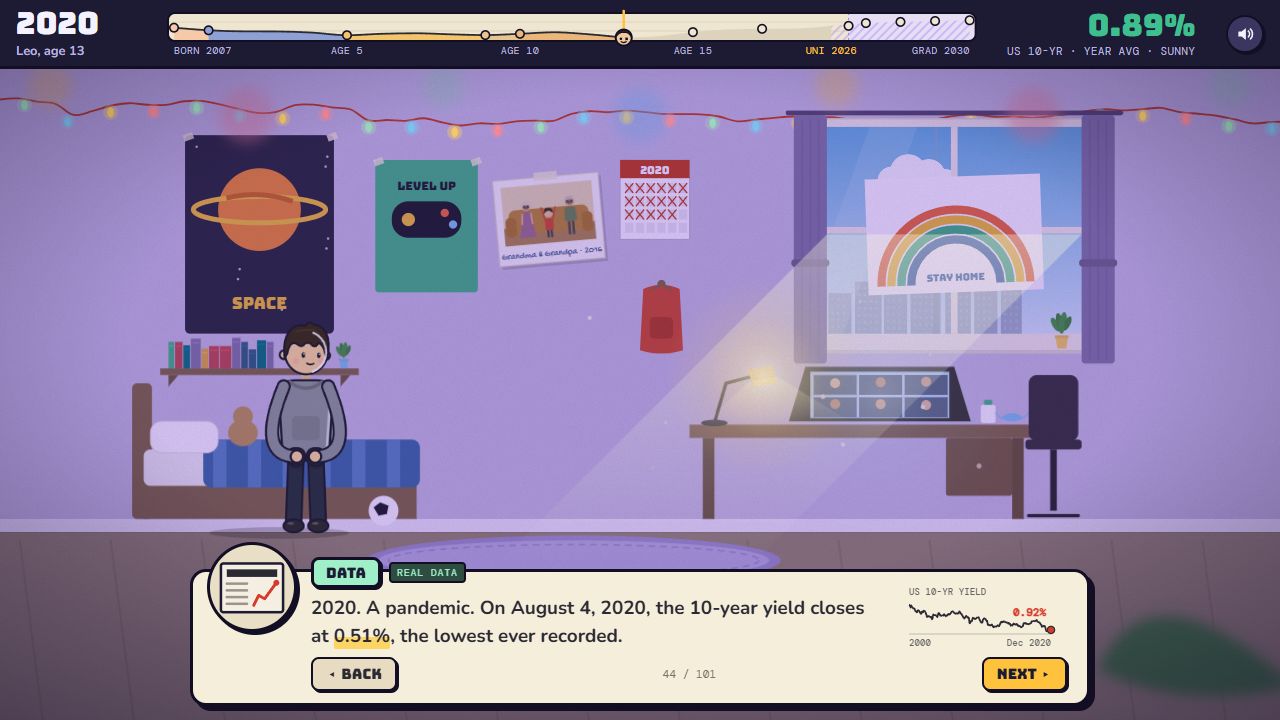 2020
Leo, age 13
BORN 2007
AGE 5
AGE 10
AGE 15
UNI 2026
GRAD 2030
0.89%
US 10-YR · YEAR AVG · SUNNY
SPACE
LEVEL UP
Grandma & Grandpa - 2016
2020
STAY HOME
DATA
REAL DATA
2020. A pandemic. On August 4, 2020, the 10-year yield closes
at 0.51%, the lowest ever recorded.
US 10-YR YIELD
0.92%
2000
Dec 2020
◂ BACK
44 / 101
NEXT ▸